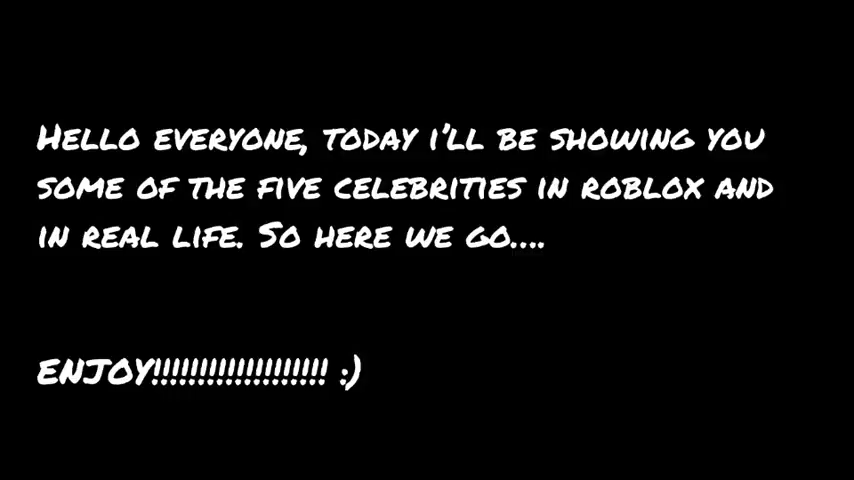 Hello everyone, today i'll be showing you
some of the five celebrities in roblox and
in real life. So here we go....
ENJOY!!!!!!!!!!!!!!!!!!! :)